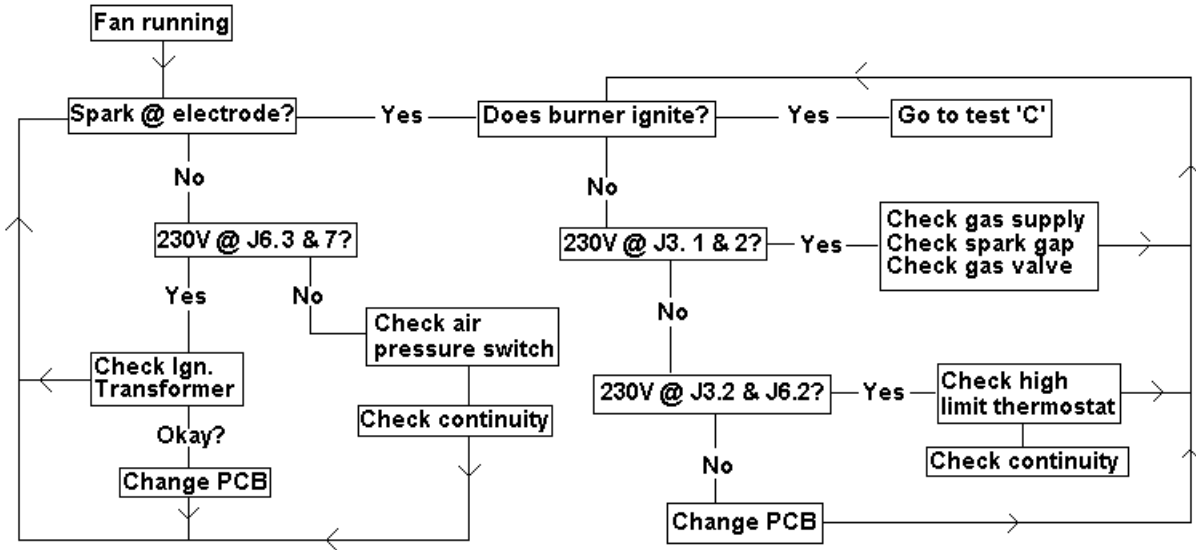 Fan running
Spark @ electrode?
Yes
Does burner ignite?
Yes
Go to test 'C'
No
No
230V @ J6.3 & 7?
230V @ J3. 1 & 2?
Yes
Check gas supply
Check spark gap
Check gas valve
Yes
No
No
Check air
pressure switch
Check Ign.
Transformer
230V @ J3.2 & J6.2?
Yes
Check high
limit thermostat
Check continuity
Okay?
Check continuity
No
Change PCB
Change PCB